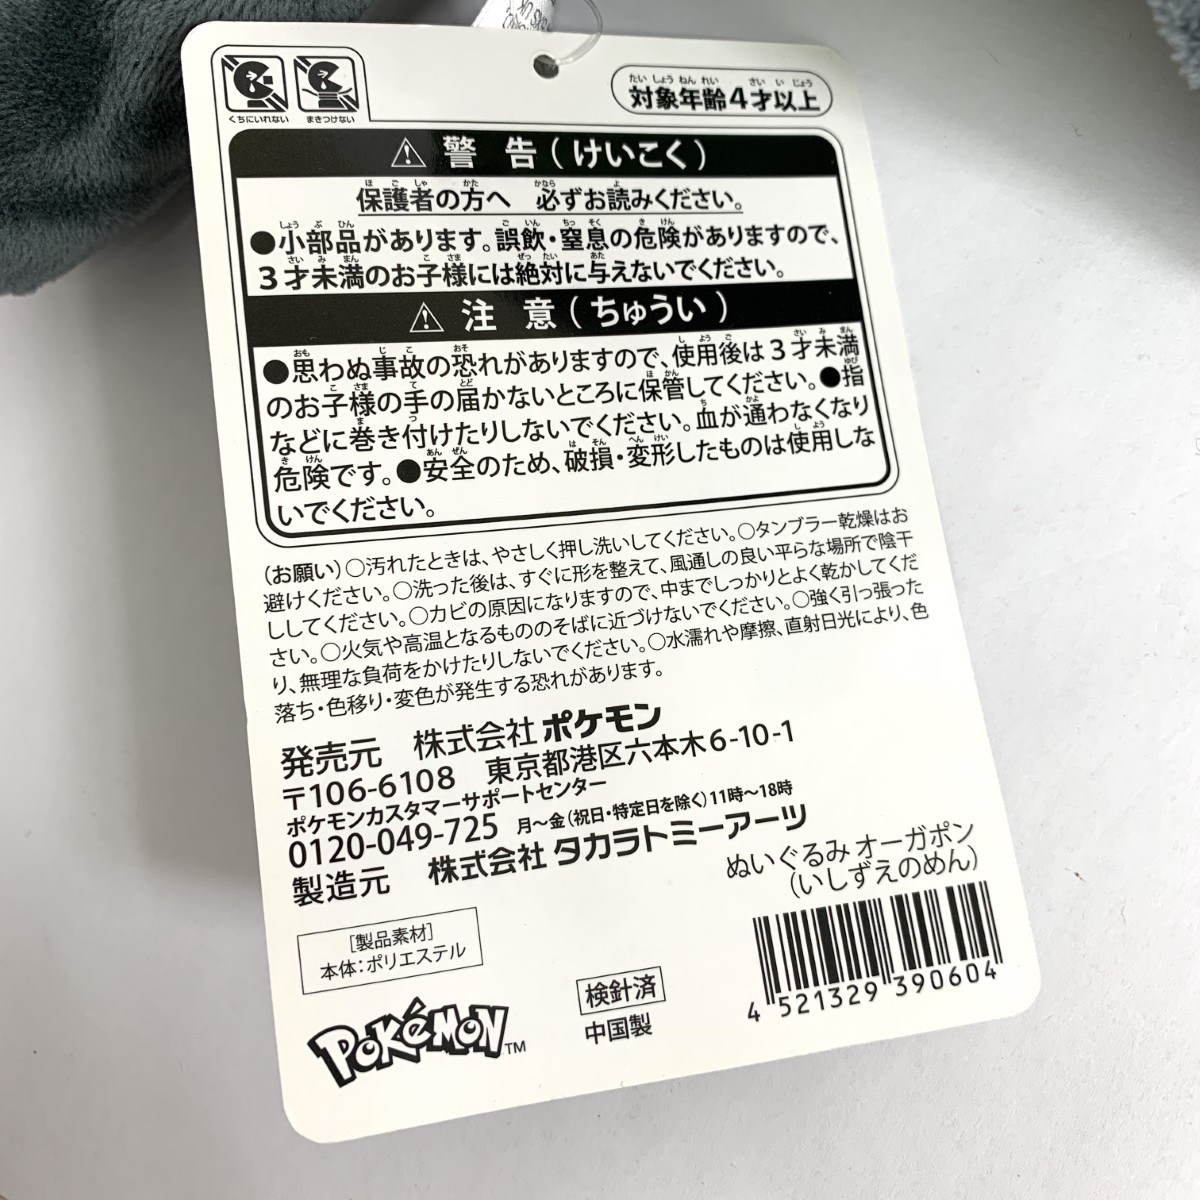 くちにいれない まきつけない
対象年齢4才以上
警告(けいこく)
保護者の方へ 必ずお読みください。
●小部品があります。誤飲・窒息の危険がありますので、
3才未満のお子様には絶対に与えないでください。
注意(ちゅうい)
●思わぬ事故の恐れがありますので、使用後は3才未満
のお子様の手の届かないところに保管してください。●指
などに巻き付けたりしないでください。血が通わなくなり
危険です。●安全のため、破損・変形したものは使用しな
いでください。
(お願い)○汚れたときは、やさしく押し洗いしてください。○タンブラー乾燥はお
避けください。○洗った後は、すぐに形を整えて、風通しの良い平らな場所で陰干
ししてください。○カビの原因になりますので、中までしっかりとよく乾かしてくだ
さい。○火気や高温となるもののそばに近づけないでください。○強く引っ張った
り、無理な負荷をかけたりしないでください。○水濡れや摩擦、直射日光により、色
落ち・色移り・変色が発生する恐れがあります。
発売元 株式会社ポケモン
〒106-6108 東京都港区六本木6-10-1
ポケモンカスタマーサポートセンター
0120-049-725 月〜金(祝日・特定日を除く)11時〜18時
製造元 株式会社タカラトミーアーツ
ぬいぐるみ オーガポン
(いしずえのめん)
[製品素材]
本体:ポリエステル
検針済
中国製
4 521329 390604
POKéMON TM